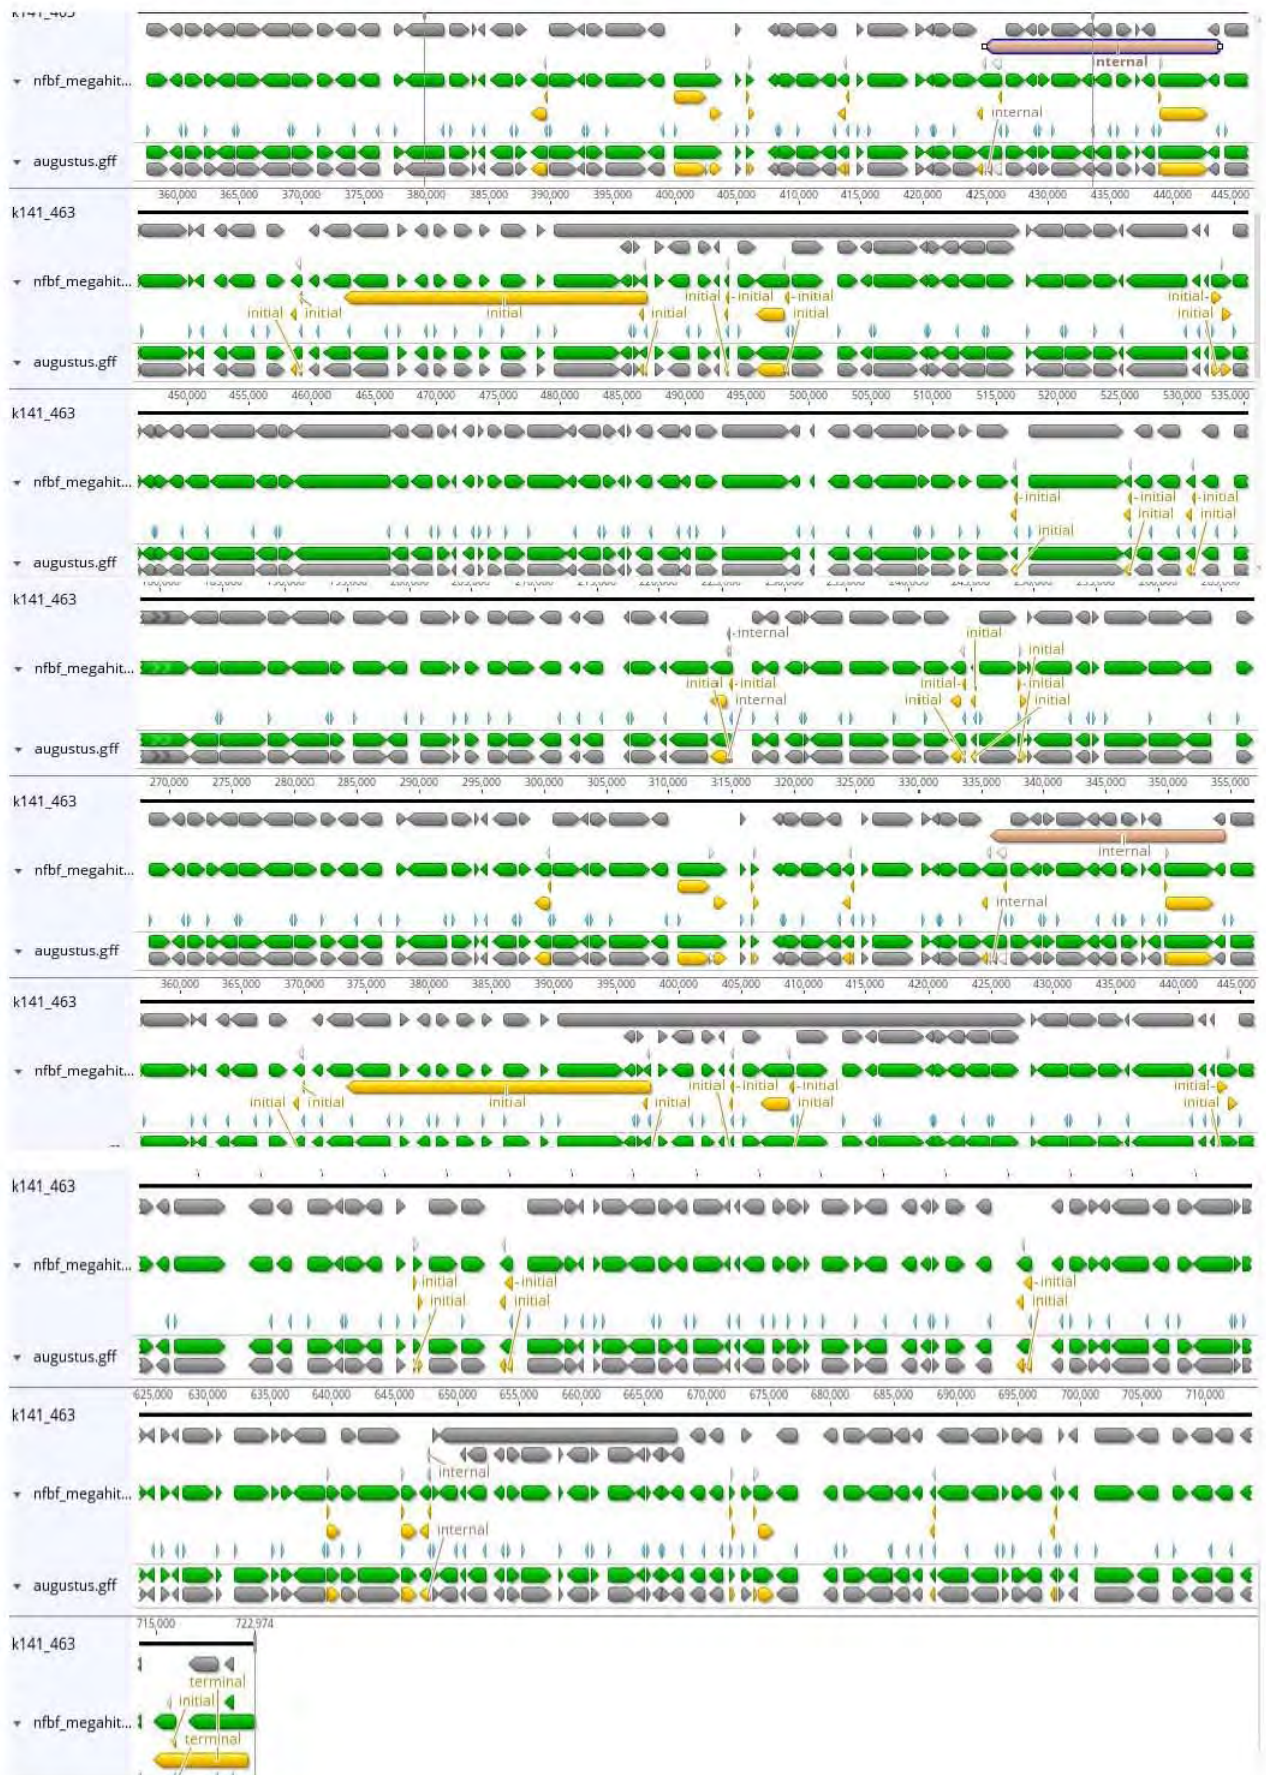 k141_463
internal
nfbf_megahit...
internal
augustus.gff
360,000 365,000 370,000 375,000 380,000 385,000 390,000 395,000 400,000 405,000 410,000 415,000 420,000 425,000 430,000 435,000 440,000 445,000
k141_463
nfbf_megahit...
initial initial initial
initial initial initial initial initial initial
augustus.gff
450,000 455,000 460,000 465,000 470,000 475,000 480,000 485,000 490,000 495,000 500,000 505,000 510,000 515,000 520,000 525,000 530,000 535,000
k141_463
nfbf_megahit...
initial initial initial
initial initial
initial
augustus.gff
k141_463
internal initial
initial
nfbf_megahit...
initial initial initial initial
internal initial initial
augustus.gff
270,000 275,000 280,000 285,000 290,000 295,000 300,000 305,000 310,000 315,000 320,000 325,000 330,000 335,000 340,000 345,000 350,000 355,000
k141_463
internal
nfbf_megahit...
internal
augustus.gff
360,000 365,000 370,000 375,000 380,000 385,000 390,000 395,000 400,000 405,000 410,000 415,000 420,000 425,000 430,000 435,000 440,000 445,000
k141_463
nfbf_megahit...
initial initial initial initial
initial initial initial initial initial initial
k141_463
nfbf_megahit...
initial initial initial
initial initial initial
augustus.gff
625,000 630,000 635,000 640,000 645,000 650,000 655,000 660,000 665,000 670,000 675,000 680,000 685,000 690,000 695,000 700,000 705,000 710,000
k141_463
internal
nfbf_megahit...
internal
augustus.gff
715,000 722,974
k141_463
terminal
initial
nfbf_megahit...
terminal